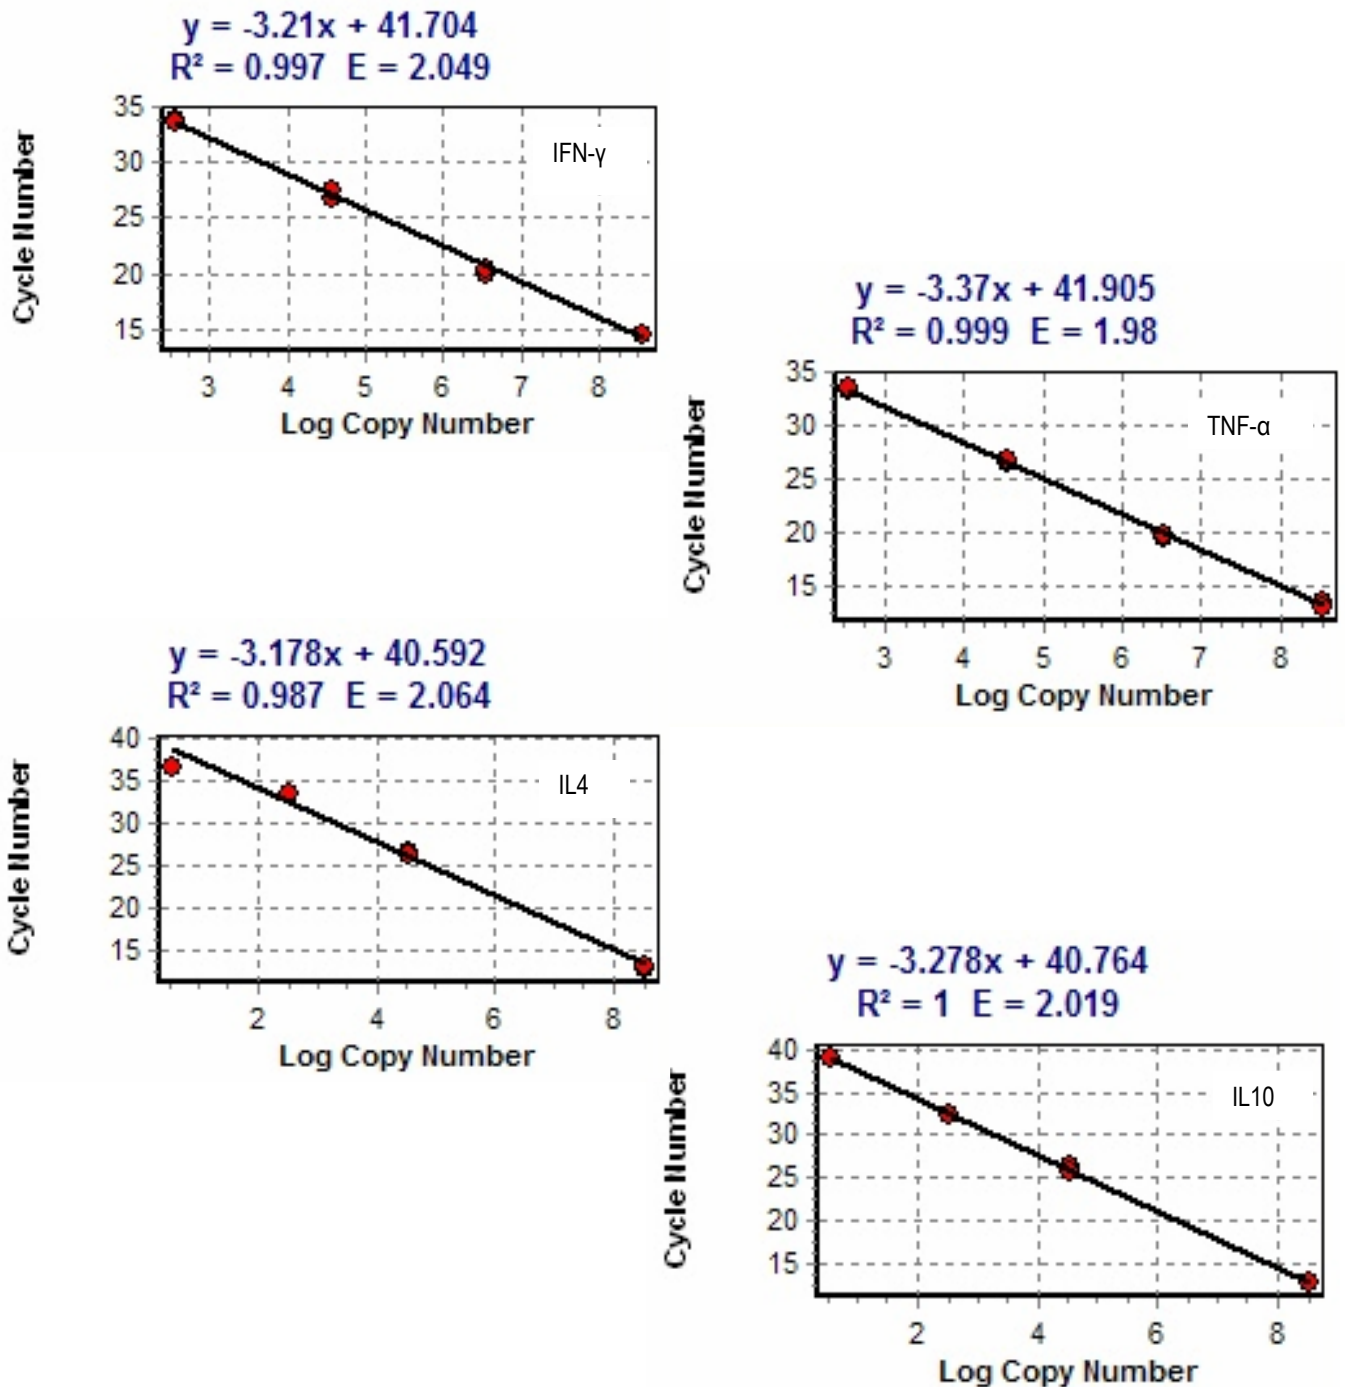 y = -3.21x + 41.704
R² = 0.997 E = 2.049
35
30
25
20
15
Cycle Number
IFN-γ
3 4 5 6 7 8
Log Copy Number
y = -3.37x + 41.905
R² = 0.999 E = 1.98
35
30
25
20
15
Cycle Number
TNF-α
3 4 5 6 7 8
Log Copy Number
y = -3.178x + 40.592
R² = 0.987 E = 2.064
40
35
30
25
20
15
Cycle Number
IL4
2 4 6 8
Log Copy Number
y = -3.278x + 40.764
R² = 1 E = 2.019
40
35
30
25
20
15
Cycle Number
IL10
2 4 6 8
Log Copy Number